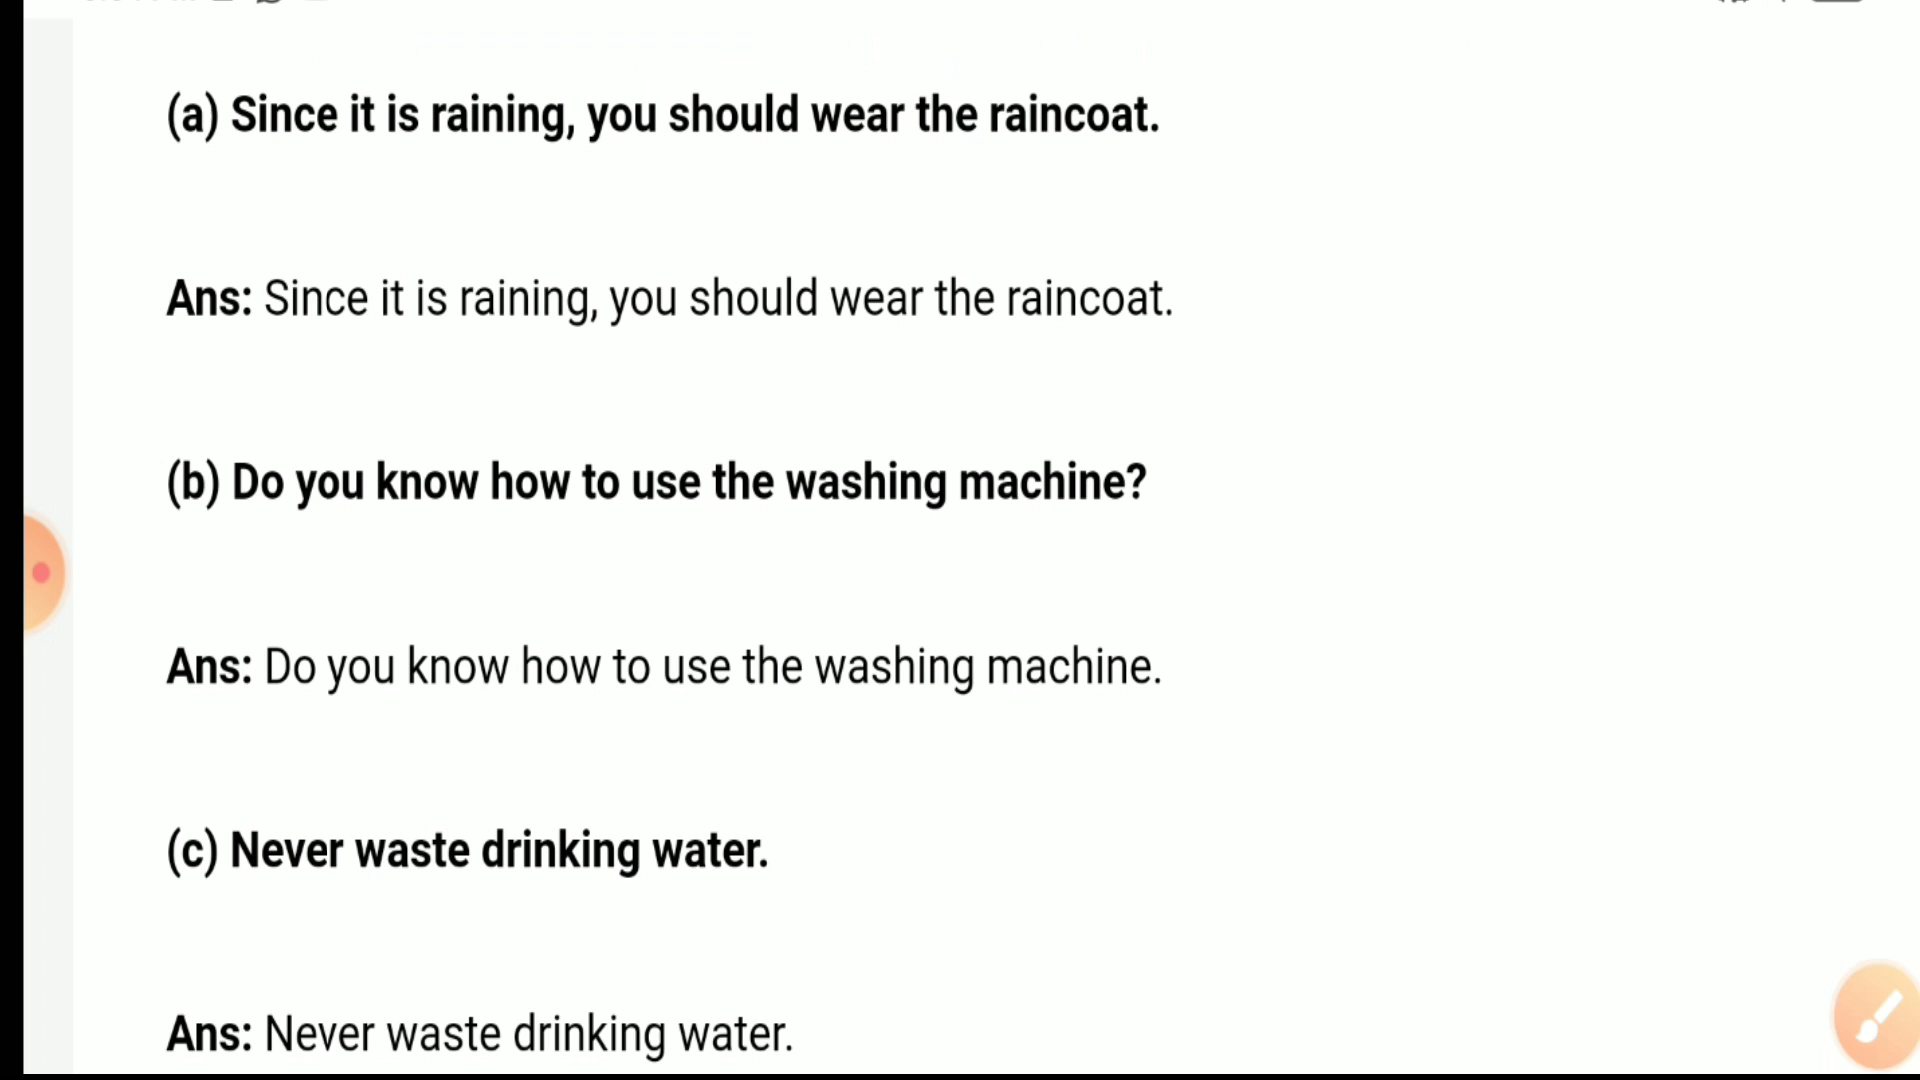 (a) Since it is raining, you should wear the raincoat.
Ans: Since it is raining, you should wear the raincoat.
(b) Do you know how to use the washing machine?
Ans: Do you know how to use the washing machine.
(c) Never waste drinking water.
Ans: Never waste drinking water.